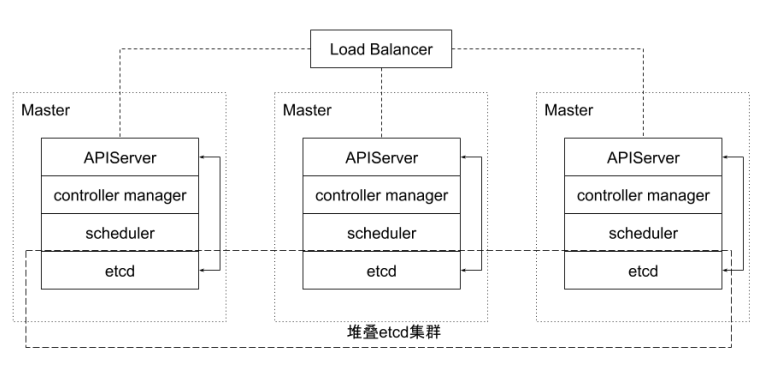 Load Balancer
Master
APIServer
controller manager
scheduler
etcd
Master
APIServer
controller manager
scheduler
etcd
Master
APIServer
controller manager
scheduler
etcd
堆叠etcd集群